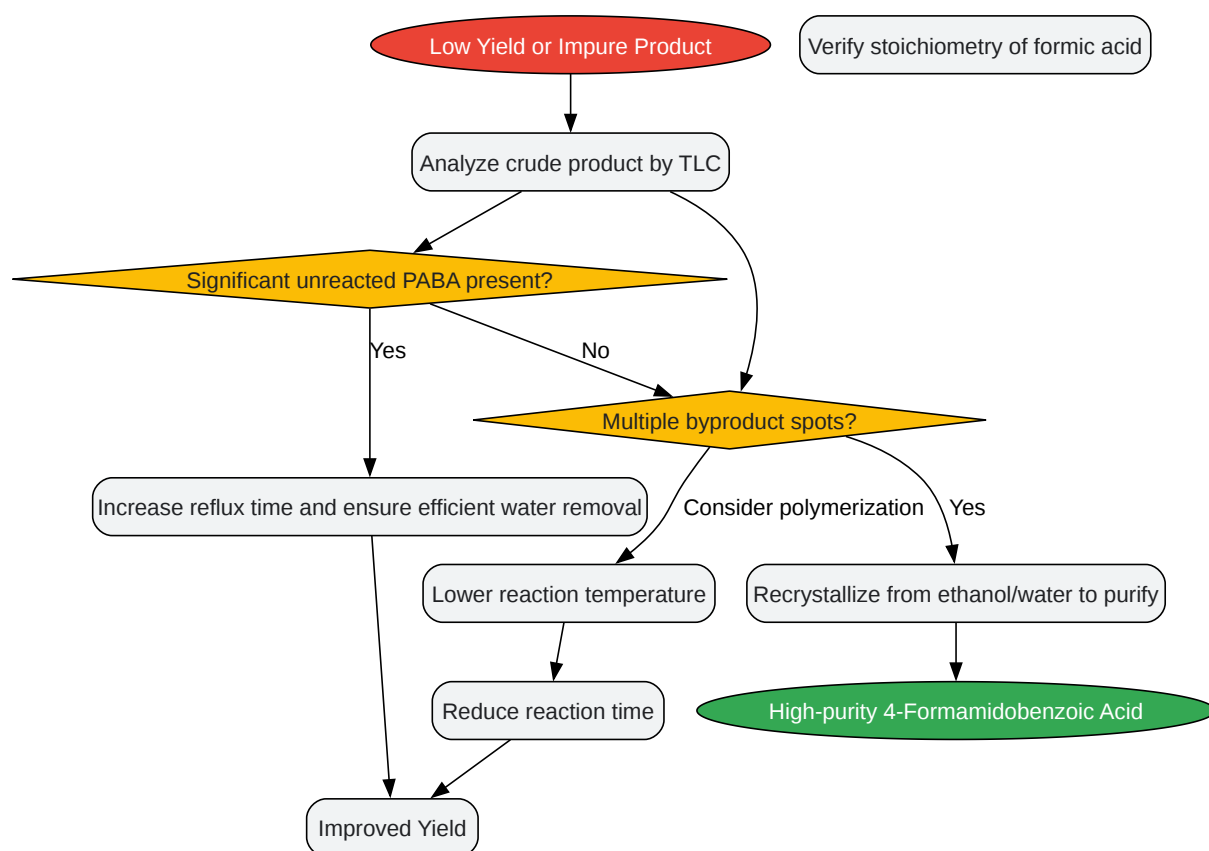 Low Yield or Impure Product
Verify stoichiometry of formic acid
Analyze crude product by TLC
Significant unreacted PABA present?
Yes
No
Multiple byproduct spots?
Increase reflux time and ensure efficient water removal
Consider polymerization
Yes
Lower reaction temperature
Recrystallize from ethanol/water to purify
Reduce reaction time
High-purity 4-Formamidobenzoic Acid
Improved Yield